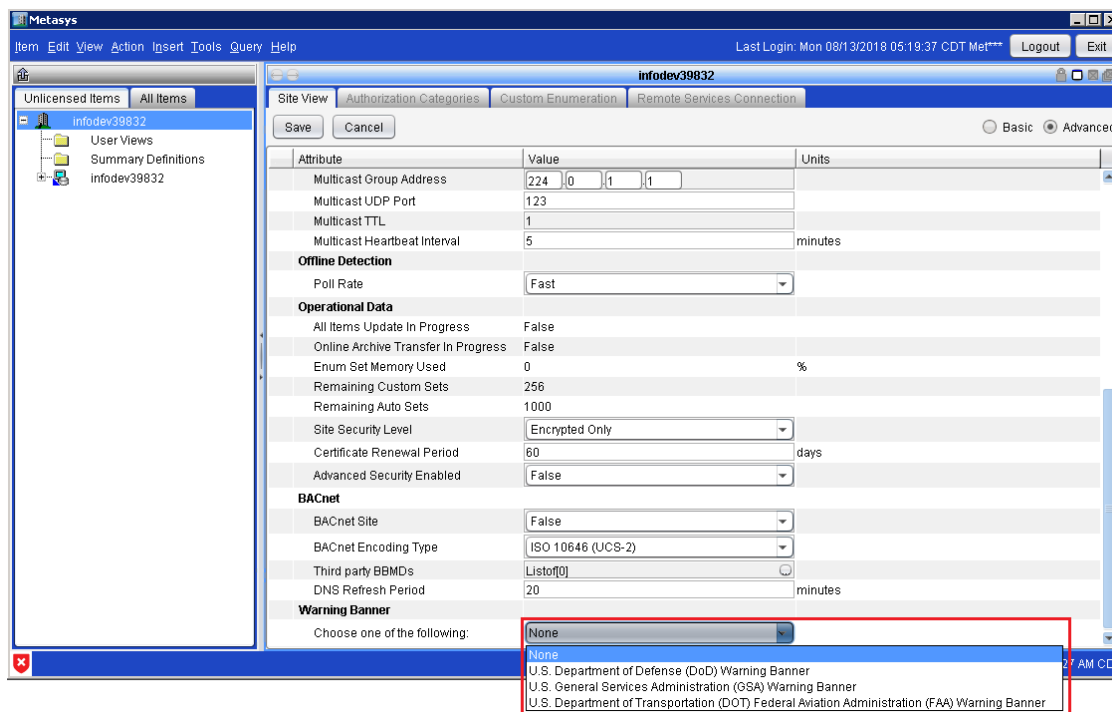 Metasys
Item Edit View Action Insert Tools Query Help
Last Login: Mon 08/13/2018 05:19:37 CDT Met*** Logout Exit
infodev39832
Unlicensed Items All Items
Site View Authorization Categories Custom Enumeration Remote Services Connection
infodev39832
User Views
Summary Definitions
infodev39832
Save Cancel
Basic Advanced
Attribute Value Units
Multicast Group Address 224 .0 .1 .1
Multicast UDP Port 123
Multicast TTL 1
Multicast Heartbeat Interval 5 minutes
Offline Detection
Poll Rate Fast
Operational Data
All Items Update In Progress False
Online Archive Transfer In Progress False
Enum Set Memory Used 0 %
Remaining Custom Sets 256
Remaining Auto Sets 1000
Site Security Level Encrypted Only
Certificate Renewal Period 60 days
Advanced Security Enabled False
BACnet
BACnet Site False
BACnet Encoding Type ISO 10646 (UCS-2)
Third party BBMDs Listof[0]
DNS Refresh Period 20 minutes
Warning Banner
Choose one of the following: None
None
U.S. Department of Defense (DoD) Warning Banner
U.S. General Services Administration (GSA) Warning Banner
U.S. Department of Transportation (DOT) Federal Aviation Administration (FAA) Warning Banner
27 AM CD